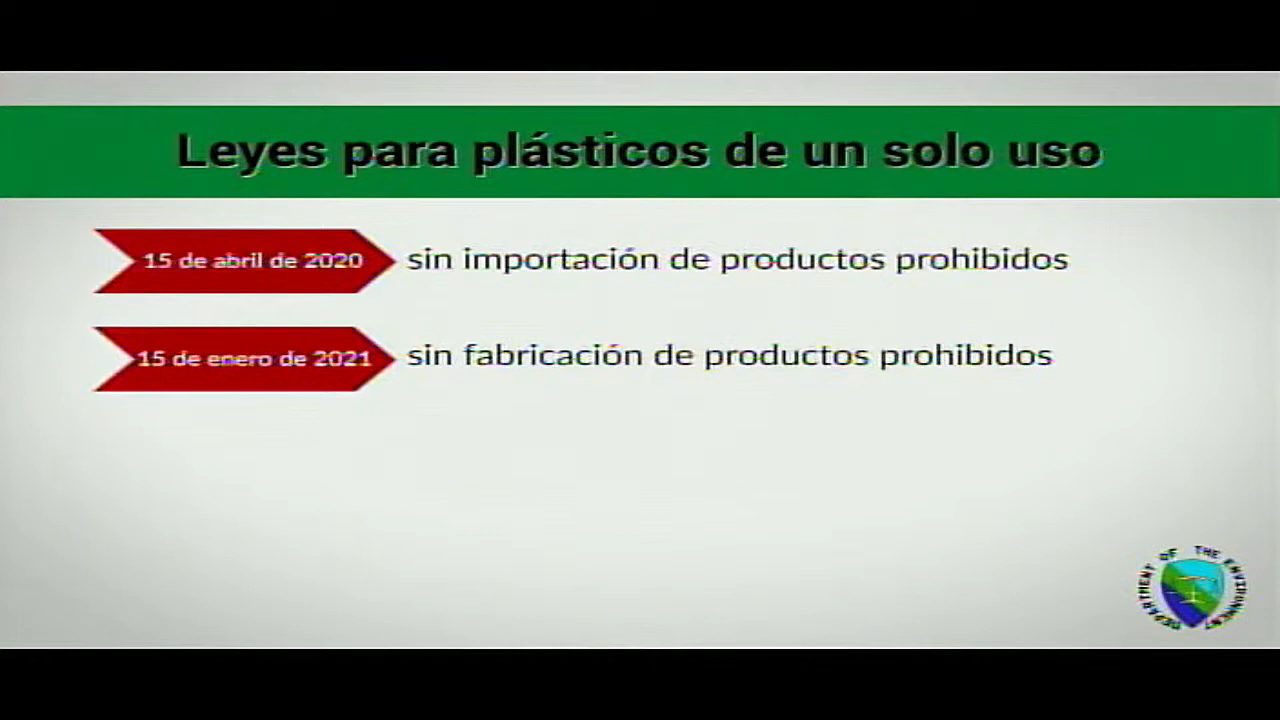 Leyes para plásticos de un solo uso
15 de abril de 2020 sin importación de productos prohibidos
15 de enero de 2021 sin fabricación de productos prohibidos
DEPARTMENT OF THE ENVIRONMENT